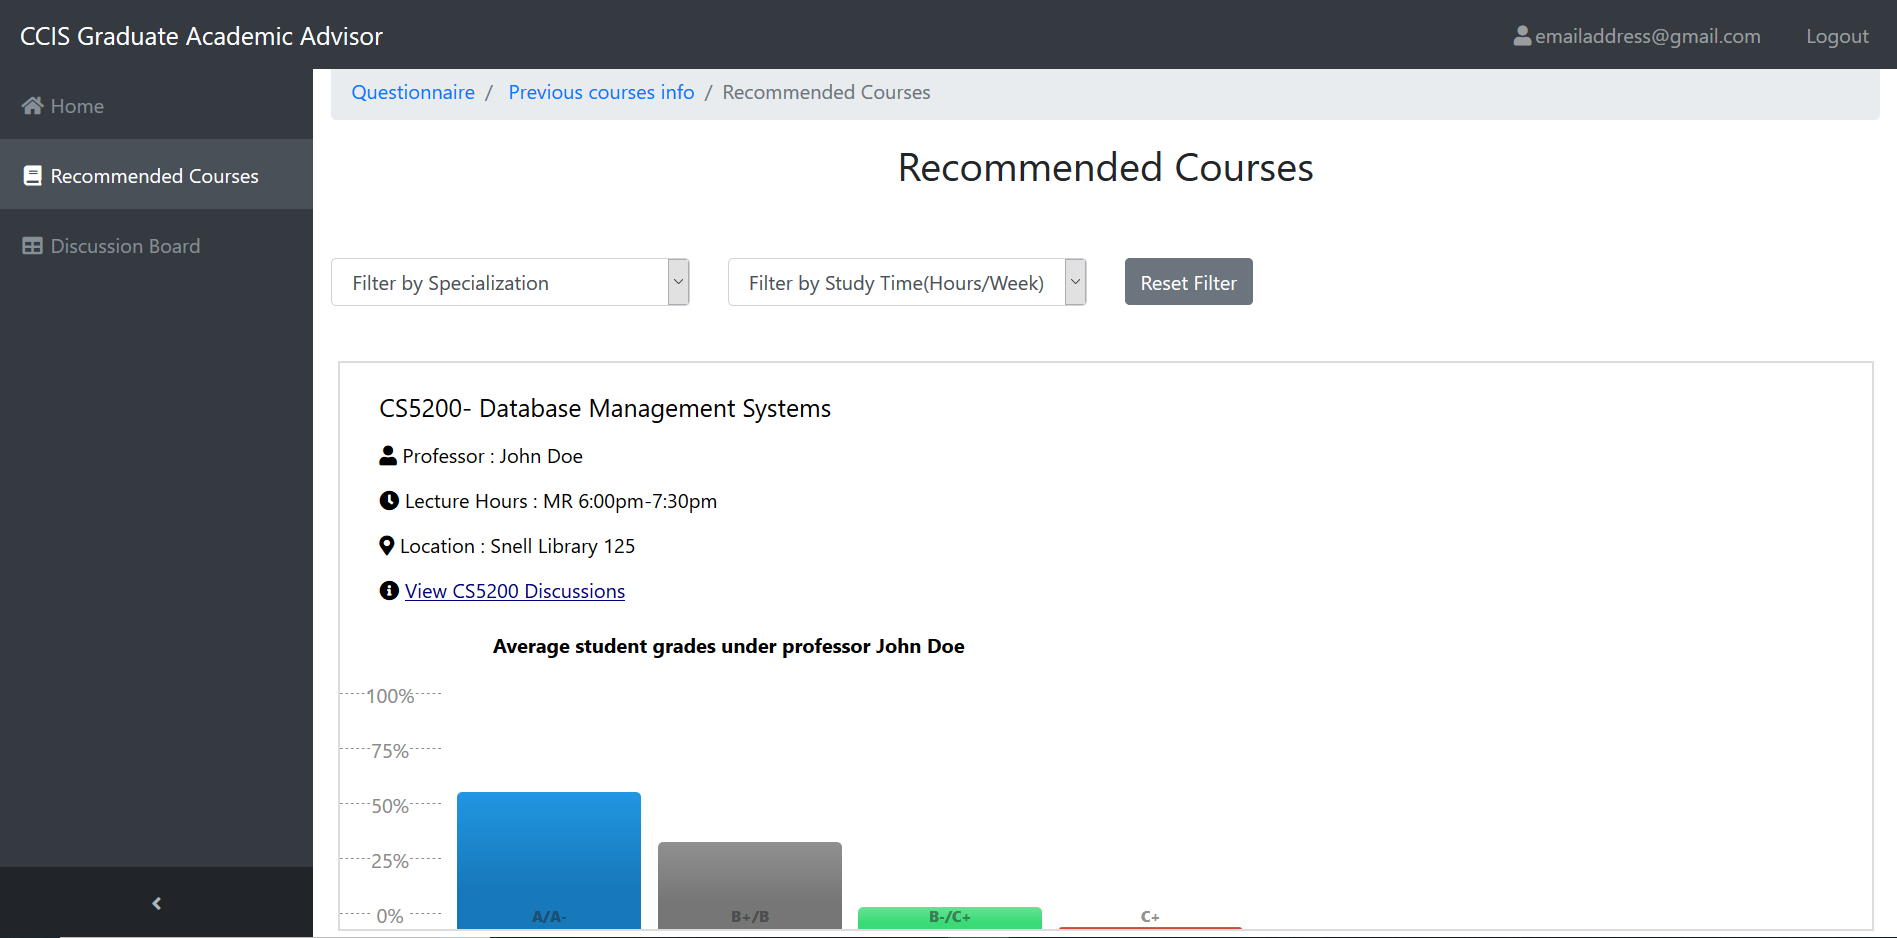 CCIS Graduate Academic Advisor
emailaddress@gmail.com
Logout
Home
Recommended Courses
Discussion Board
Questionnaire / Previous courses info / Recommended Courses
Recommended Courses
Filter by Specialization
Filter by Study Time(Hours/Week)
Reset Filter
CS5200- Database Management Systems
Professor : John Doe
Lecture Hours : MR 6:00pm-7:30pm
Location : Snell Library 125
View CS5200 Discussions
Average student grades under professor John Doe
100%
75%
50%
25%
0%
A/A-
B+/B
B-/C+
C+